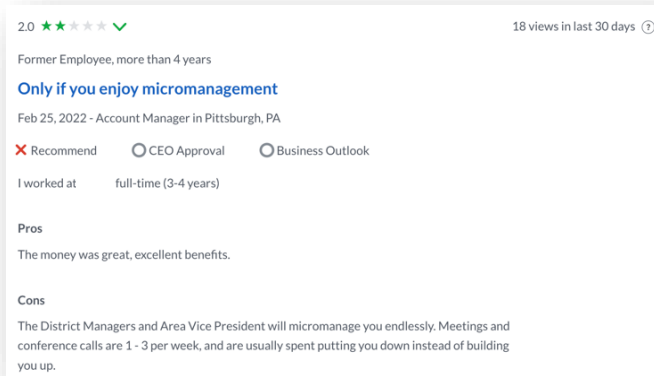 2.0
18 views in last 30 days ?
Former Employee, more than 4 years
Only if you enjoy micromanagement
Feb 25, 2022 - Account Manager in Pittsburgh, PA
Recommend CEO Approval Business Outlook
I worked at full-time (3-4 years)
Pros
The money was great, excellent benefits.
Cons
The District Managers and Area Vice President will micromanage you endlessly. Meetings and
conference calls are 1 - 3 per week, and are usually spent putting you down instead of building
you up.